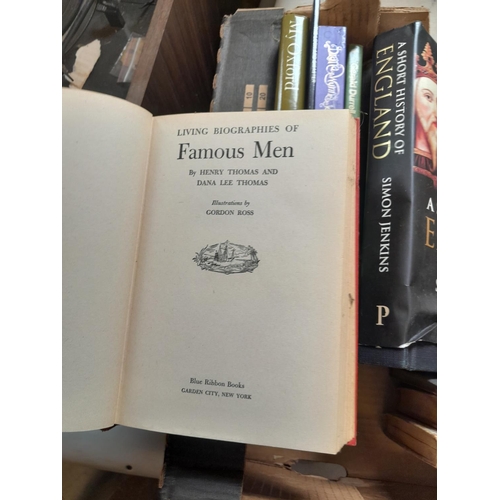 LIVING BIOGRAPHIES OF
Famous Men
By HENRY THOMAS AND
DANA LEE THOMAS
Illustrations by
GORDON ROSS
Blue Ribbon Books
GARDEN CITY, NEW YORK
A SHORT HISTORY OF
ENGLAND
SIMON JENKINS
P
A
E
S